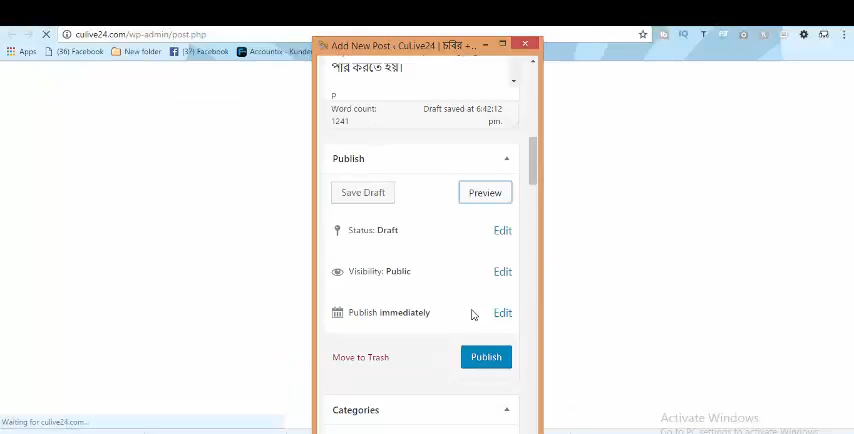 culive24.com/wp-admin/post.php
Apps (36) Facebook New folder (37) Facebook Accountix - Kunde
Add New Post ‹ CuLive24 | চবির +..
পার করতে হয়।
P
Word count: 1241
Draft saved at 6:42:12 pm.
Publish
Save Draft Preview
Status: Draft Edit
Visibility: Public Edit
Publish immediately Edit
Move to Trash Publish
Categories
Waiting for culive24.com...
Activate Windows
Go to PC settings to activate Windows.